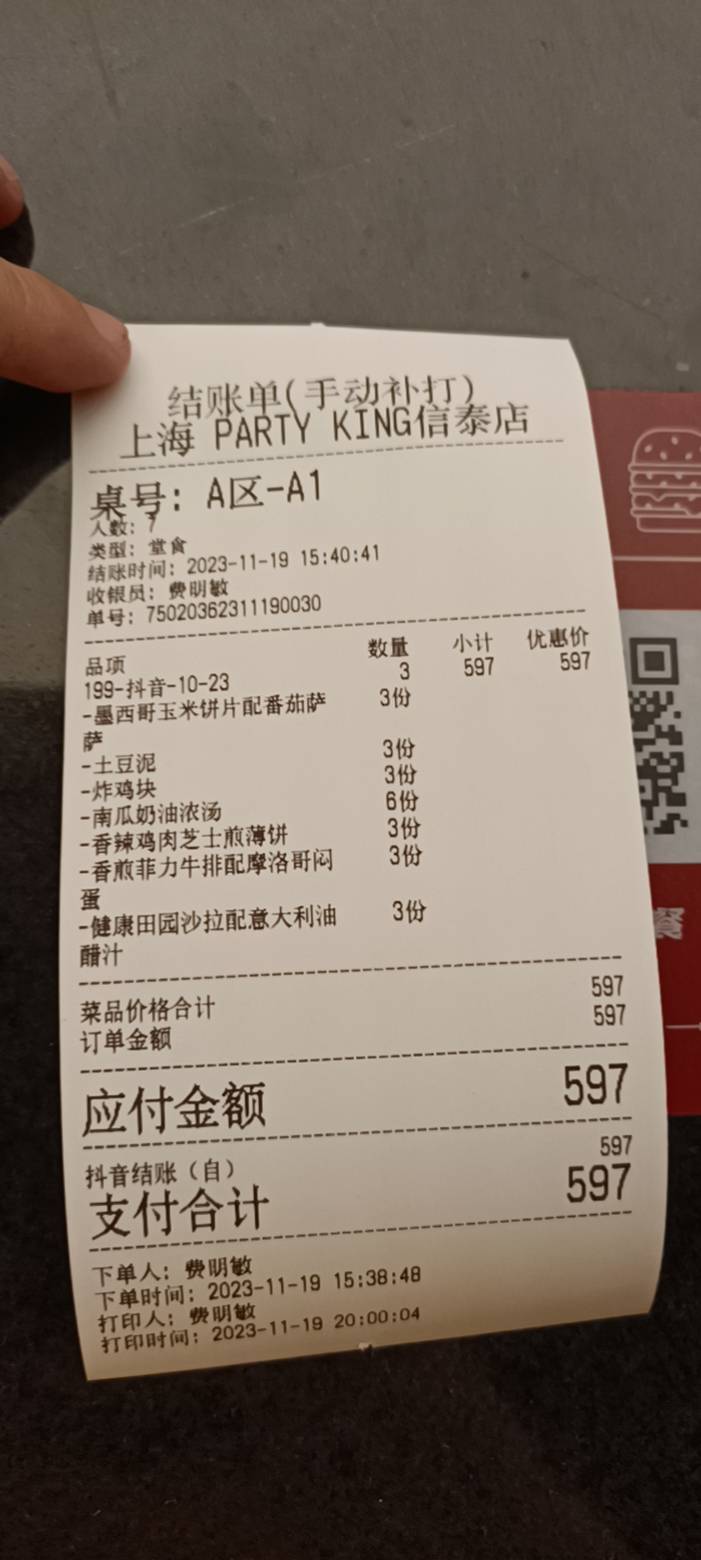 结账单(手动补打)
上海 PARTY KING信泰店
桌号: A区-A1
人数: 7
类型: 堂食
结账时间: 2023-11-19 15:40:41
收银员: 费明敏
单号: 75020362311190030
品项 数量 小计 优惠价
199-抖音-10-23 3 597 597
-墨西哥玉米饼片配番茄萨 3份
萨
-土豆泥 3份
-炸鸡块 3份
-南瓜奶油浓汤 6份
-香辣鸡肉芝士煎薄饼 3份
-香煎菲力牛排配摩洛哥闷 3份
蛋
-健康田园沙拉配意大利油 3份
醋汁
菜品价格合计 597
订单金额 597
应付金额 597
抖音结账（自） 597
支付合计 597
下单人: 费明敏
下单时间: 2023-11-19 15:38:48
打印人: 费明敏
打印时间: 2023-11-19 20:00:04
餐